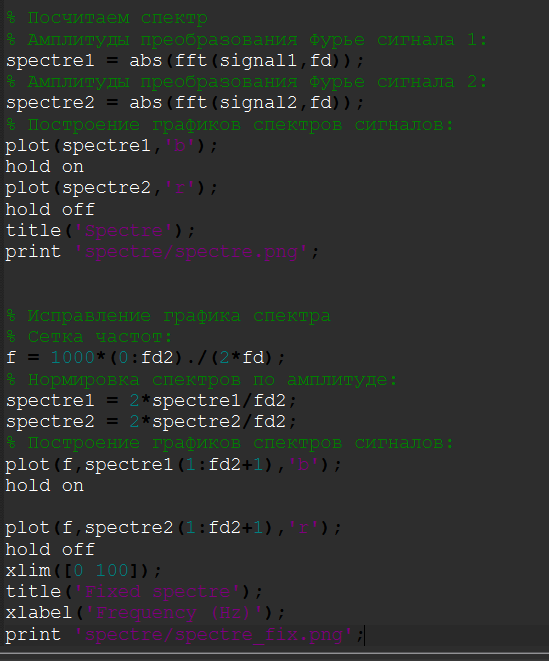 % Посчитаем спектр
% Амплитуды преобразования Фурье сигнала 1:
spectre1 = abs(fft(signal1,fd));
% Амплитуды преобразования Фурье сигнала 2:
spectre2 = abs(fft(signal2,fd));
% Построение графиков спектров сигналов:
plot(spectre1,'b');
hold on
plot(spectre2,'r');
hold off
title('Spectre');
print 'spectre/spectre.png';
% Исправление графика спектра
% Сетка частот:
f = 1000*(0:fd2)./(2*fd);
% Нормировка спектров по амплитуде:
spectre1 = 2*spectre1/fd2;
spectre2 = 2*spectre2/fd2;
% Построение графиков спектров сигналов:
plot(f,spectre1(1:fd2+1),'b');
hold on
plot(f,spectre2(1:fd2+1),'r');
hold off
xlim([0 100]);
title('Fixed spectre');
xlabel('Frequency (Hz)');
print 'spectre/spectre_fix.png';